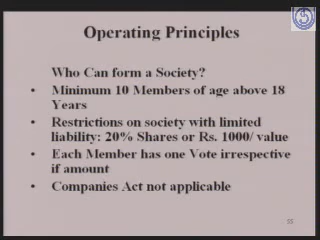 Operating Principles
Who Can form a Society?
• Minimum 10 Members of age above 18
Years
• Restrictions on society with limited
liability: 20% Shares or Rs. 1000/ value
• Each Member has one Vote irrespective
if amount
• Companies Act not applicable
55